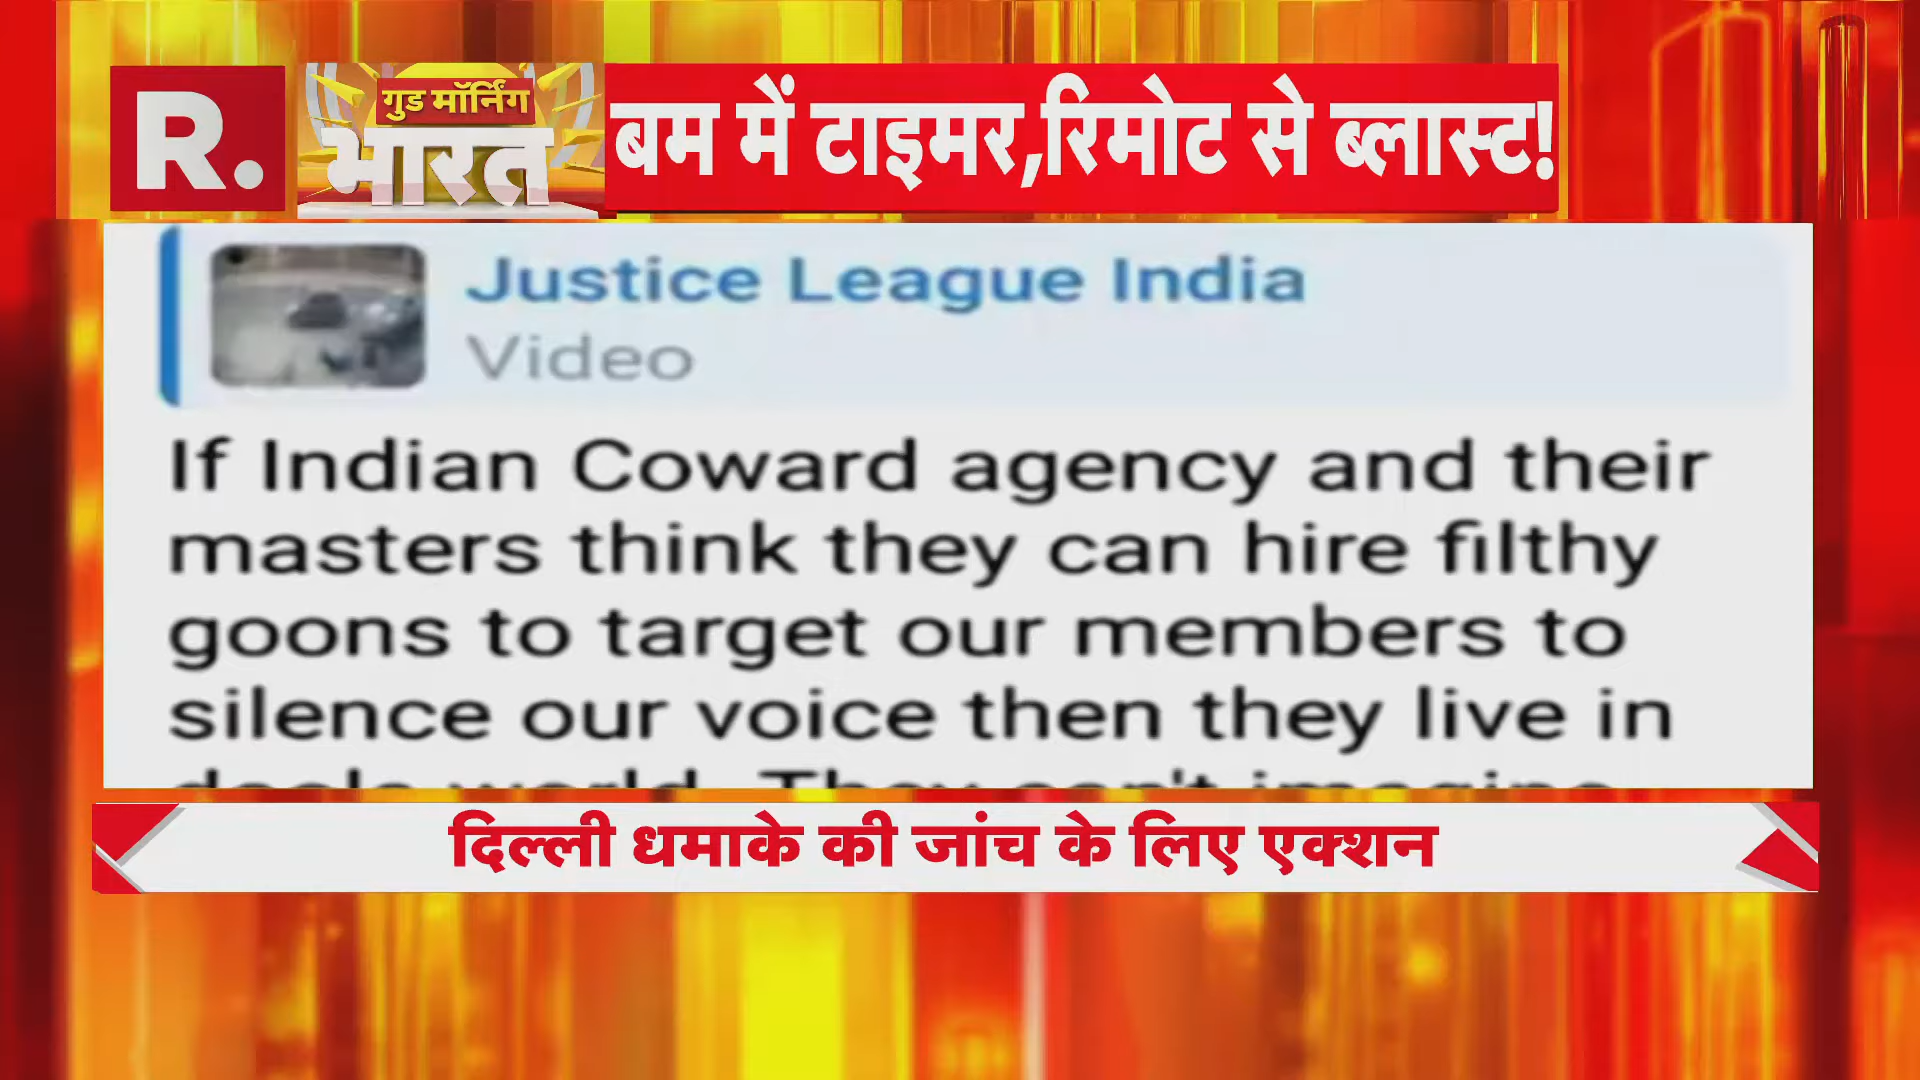 R.
गुड मॉर्निंग
भारत
बम में टाइमर,रिमोट से ब्लास्ट!
Justice League India
Video
If Indian Coward agency and their
masters think they can hire filthy
goons to target our members to
silence our voice then they live in
दिल्ली धमाके की जांच के लिए एक्शन